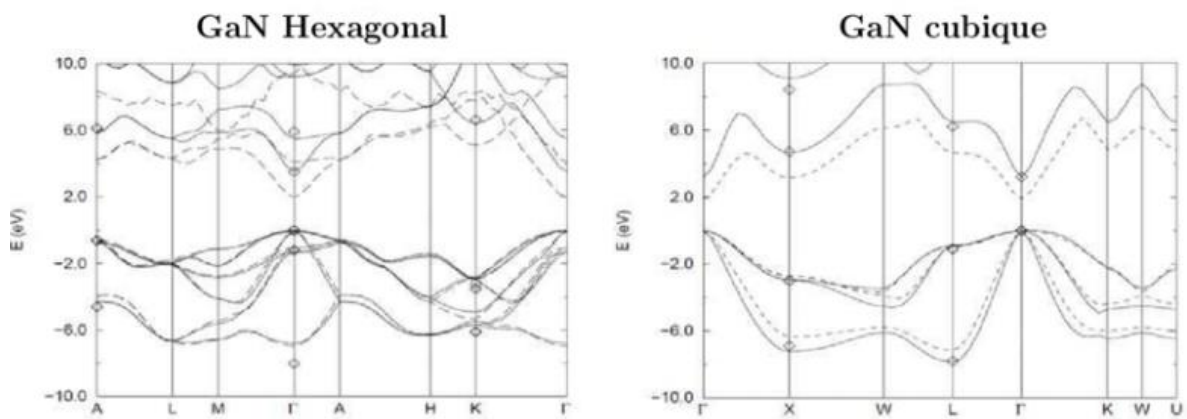 GaN Hexagonal
GaN cubique
10.0
6.0
2.0
-2.0
-6.0
-10.0
E (eV)
A L M Γ A H K Γ
10.0
6.0
2.0
-2.0
-6.0
-10.0
E (eV)
Γ X W L Γ K W U